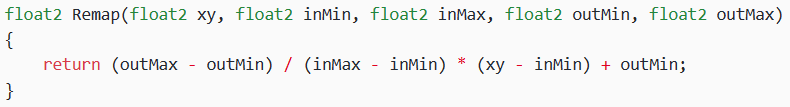 float2 Remap(float2 xy, float2 inMin, float2 inMax, float2 outMin, float2 outMax)
{
    return (outMax - outMin) / (inMax - inMin) * (xy - inMin) + outMin;
}